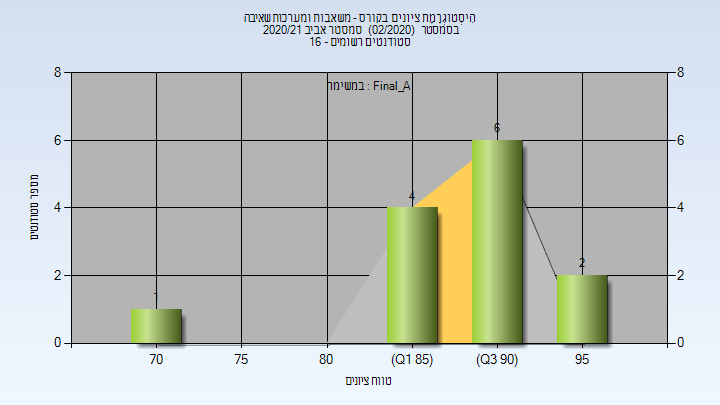 היסטוגרמת ציונים בקורס - משאבות ומערכות שאיבה
בסמסטר (02/2020) סמסטר אביב 2020/21
סטודנטים רשומים - 16
במשימה : Final_A
מספר סטודנטים
8 8
6 6
4 4
2 2
0 0
1
4
6
2
70 75 80 (Q1 85) (Q3 90) 95
טווח ציונים